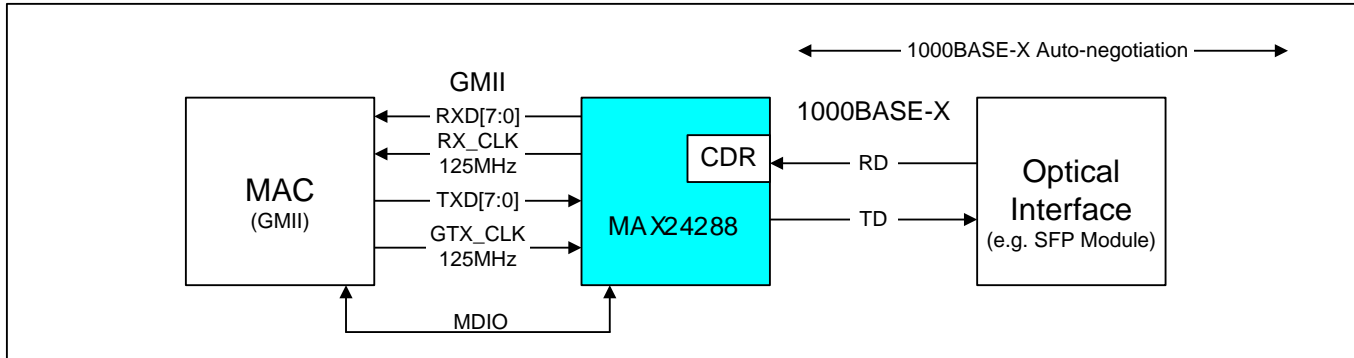 1000BASE-X Auto-negotiation
GMII
1000BASE-X
RXD[7:0]
RX_CLK
125MHz
TXD[7:0]
GTX_CLK
125MHz
MAC
(GMII)
CDR
MAX24288
RD
TD
Optical
Interface
(e.g. SFP Module)
MDIO